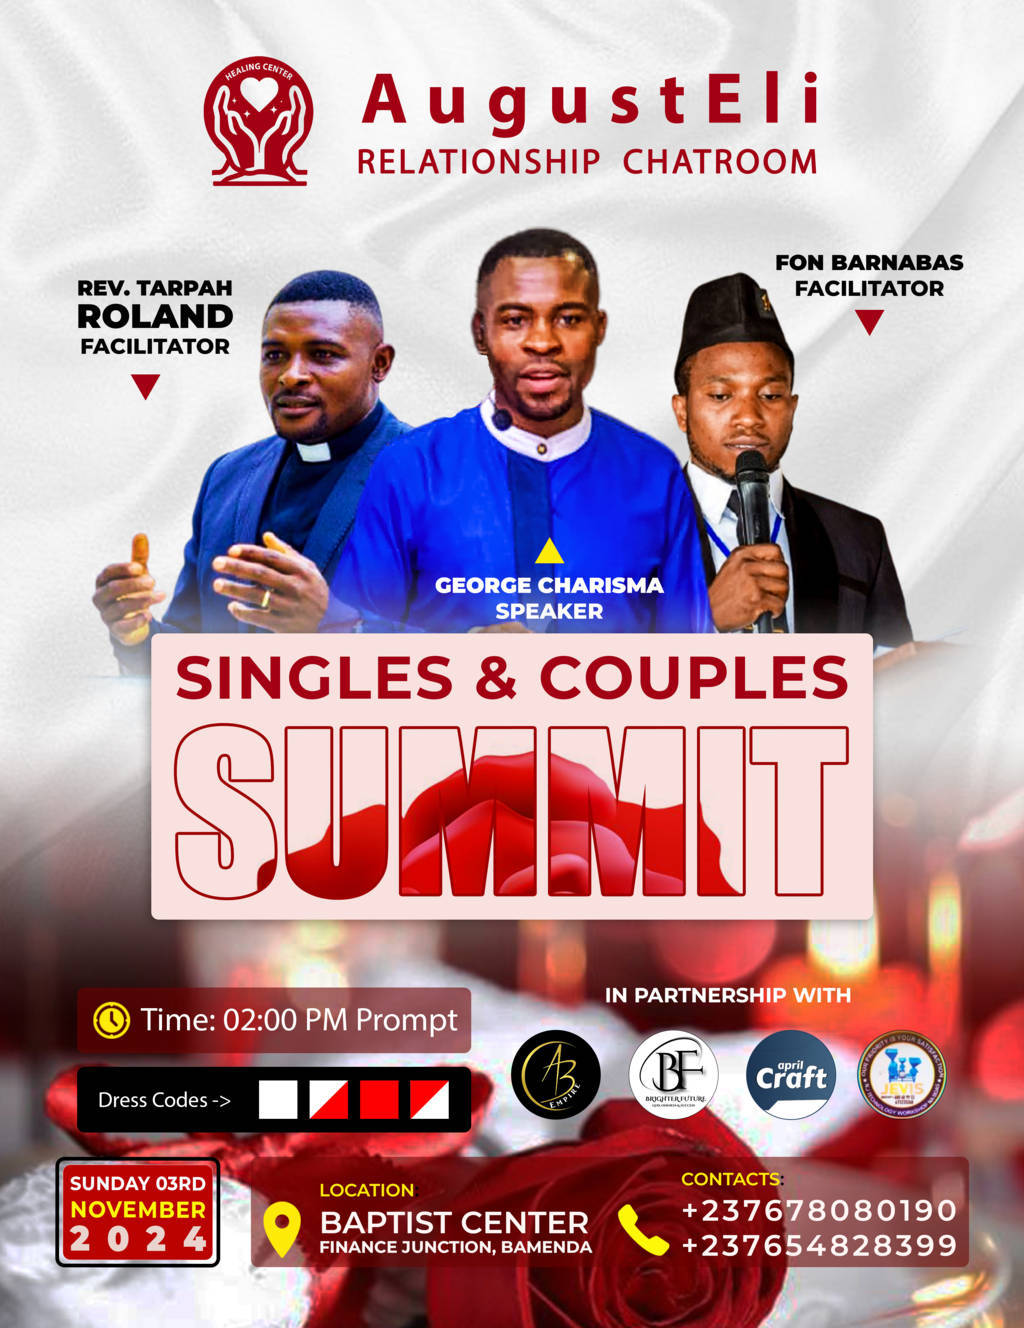 HEALING CENTER
AugustEli
RELATIONSHIP CHATROOM
REV. TARPAH
ROLAND
FACILITATOR
FON BARNABAS
FACILITATOR
GEORGE CHARISMA
SPEAKER
SINGLES & COUPLES
SUMMIT
Time: 02:00 PM Prompt
Dress Codes ->
IN PARTNERSHIP WITH
AB
EMPIRE
BF
BRIGHTER FUTURE
april
Craft
JEVIS
SUNDAY 03RD
NOVEMBER
2024
LOCATION
BAPTIST CENTER
FINANCE JUNCTION, BAMENDA
CONTACTS:
+237678080190
+237654828399